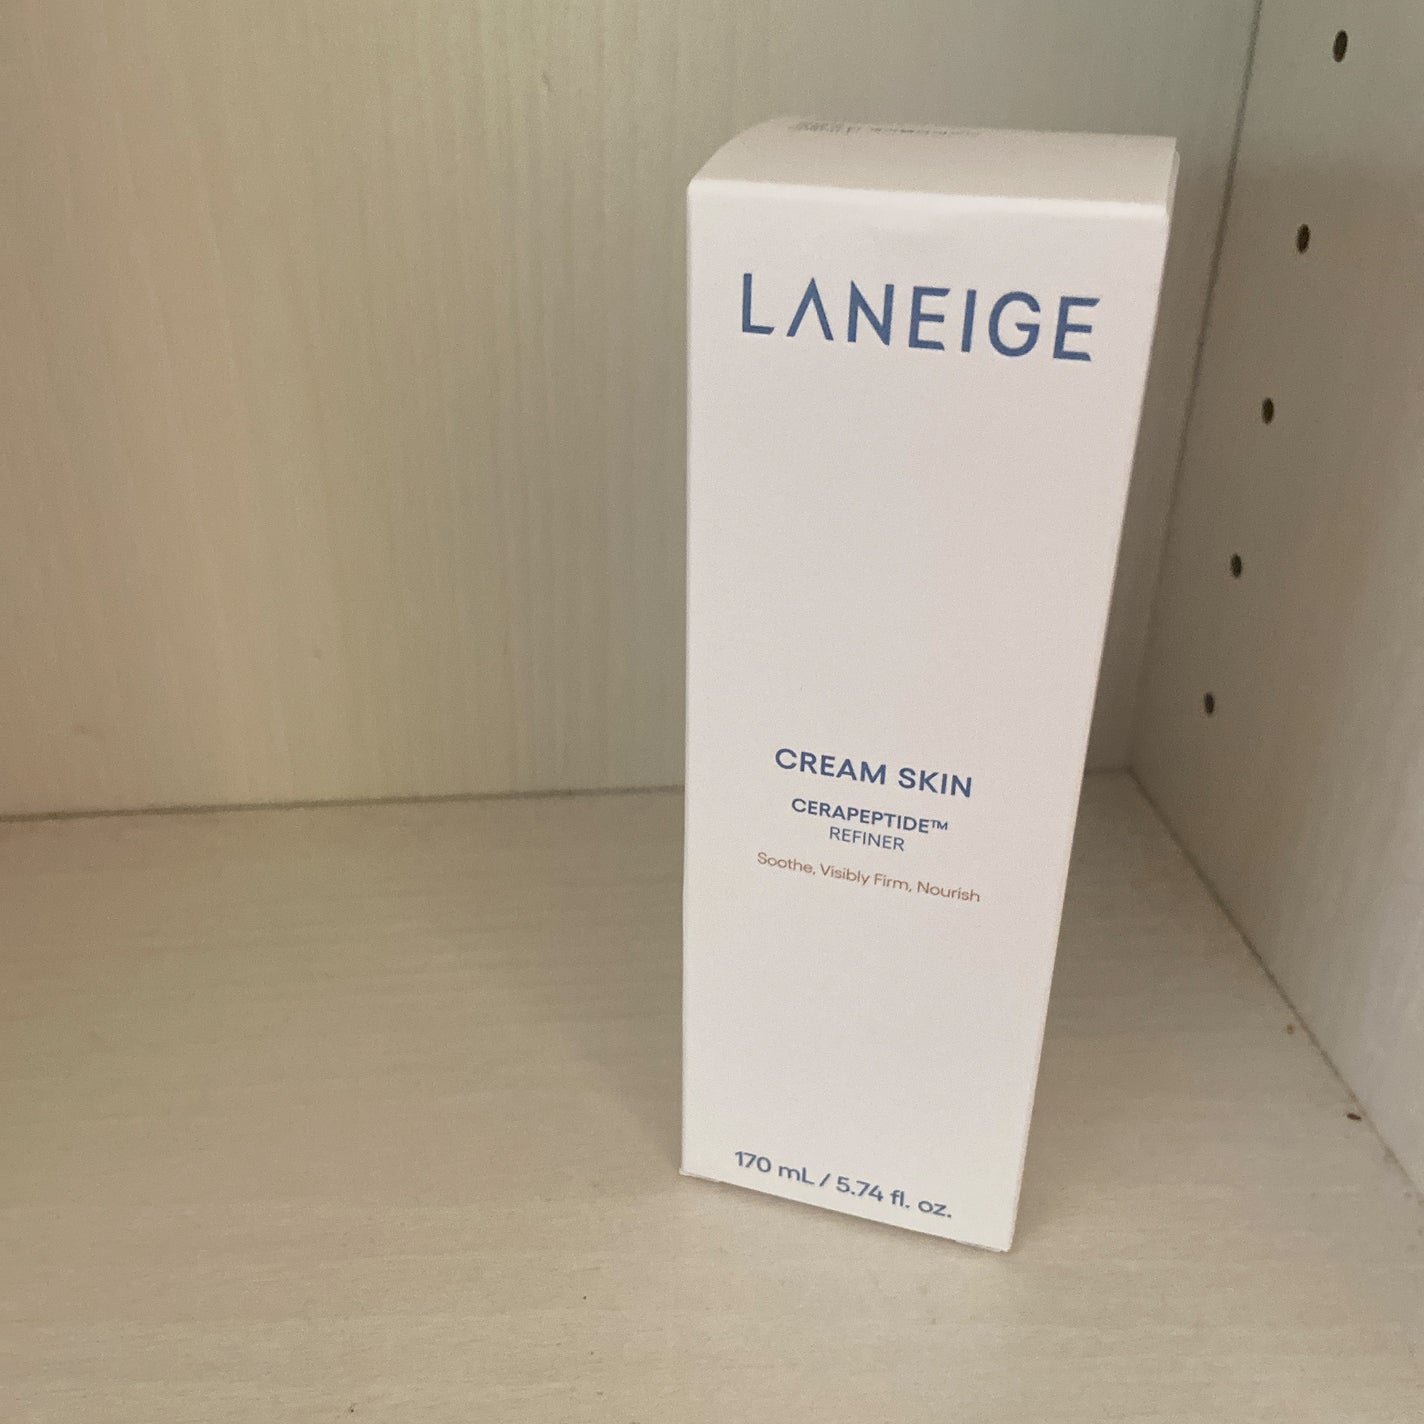 LANEIGE
CREAM SKIN
CERAPEPTIDE™
REFINER
Soothe, Visibly Firm, Nourish
170 mL / 5.74 fl. oz.